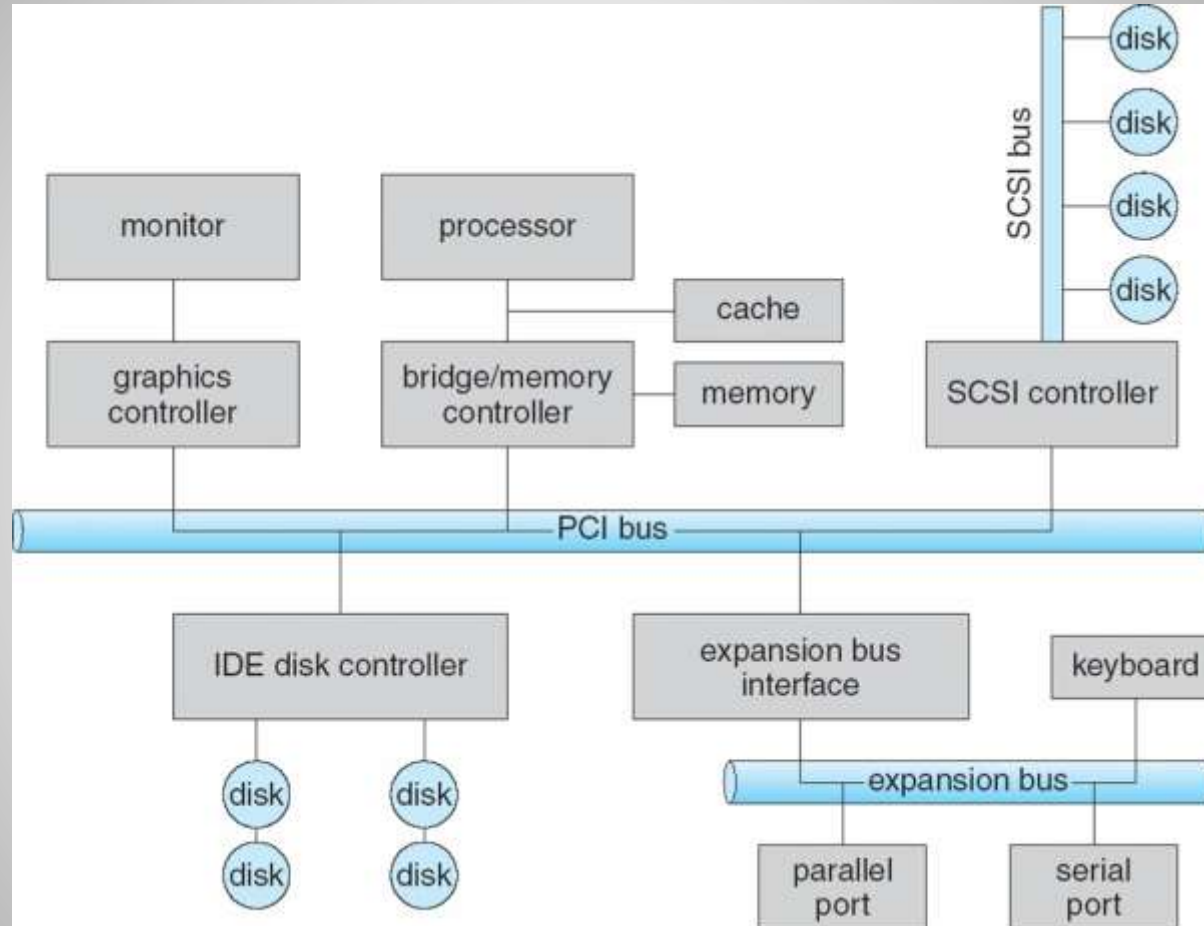 disk
disk
disk
disk
SCSI bus
monitor
processor
cache
graphics
controller
bridge/memory
controller
memory
SCSI controller
PCI bus
IDE disk controller
expansion bus
interface
keyboard
disk
disk
expansion bus
disk
disk
parallel
port
serial
port